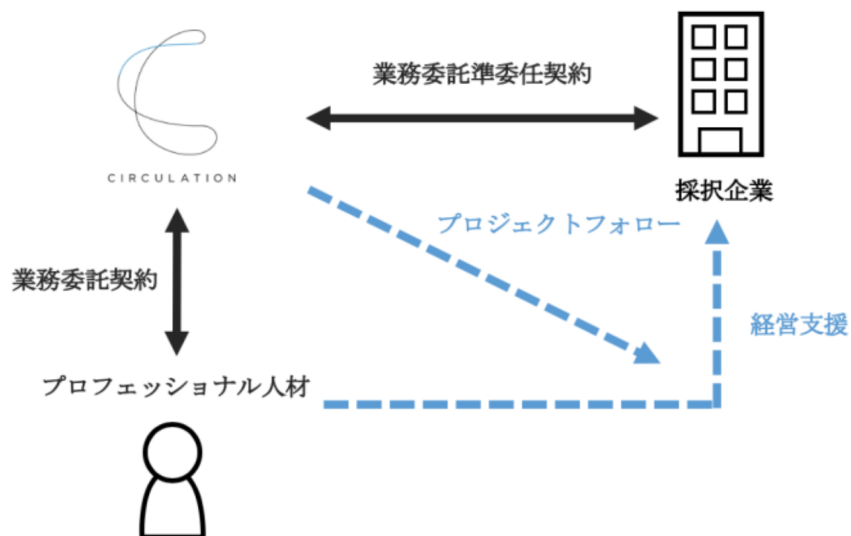 業務委託準委任契約
CIRCULATION
採択企業
プロジェクトフォロー
業務委託契約
経営支援
プロフェッショナル人材